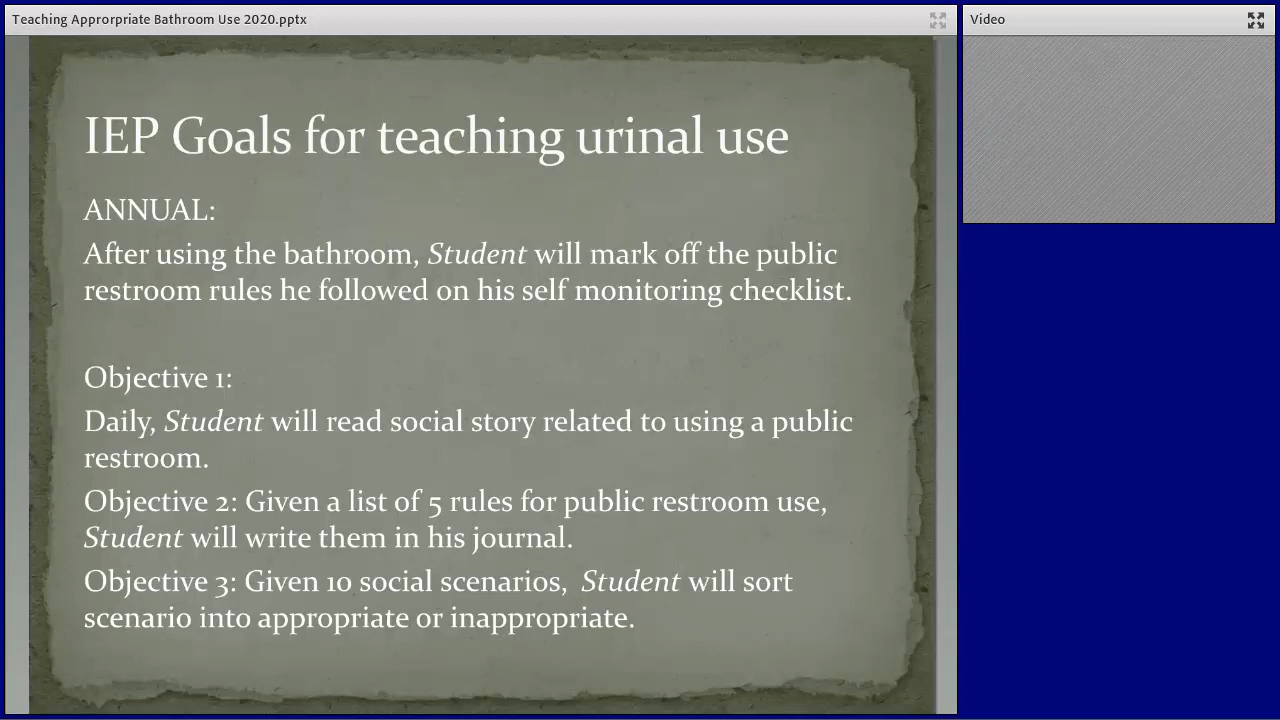 Teaching Approrpriate Bathroom Use 2020.pptx
Video
IEP Goals for teaching urinal use
ANNUAL:
After using the bathroom, Student will mark off the public
restroom rules he followed on his self monitoring checklist.
Objective 1:
Daily, Student will read social story related to using a public
restroom.
Objective 2: Given a list of 5 rules for public restroom use,
Student will write them in his journal.
Objective 3: Given 10 social scenarios, Student will sort
scenario into appropriate or inappropriate.